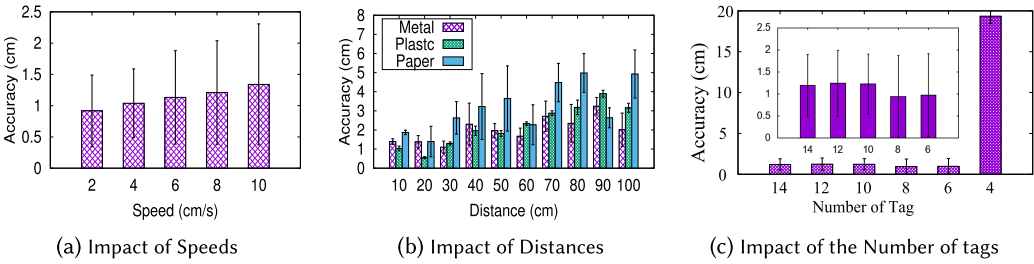 2.5
2
1.5
1
0.5
0
Accuracy (cm)
2 4 6 8 10
Speed (cm/s)
(a) Impact of Speeds
8
7
6
5
4
3
2
1
0
Accuracy (cm)
Metal
Plastc
Paper
10 20 30 40 50 60 70 80 90 100
Distance (cm)
(b) Impact of Distances
20
15
10
5
0
Accuracy (cm)
2.5
2
1.5
1
0.5
0
14 12 10 8 6
14 12 10 8 6 4
Number of Tag
(c) Impact of the Number of tags